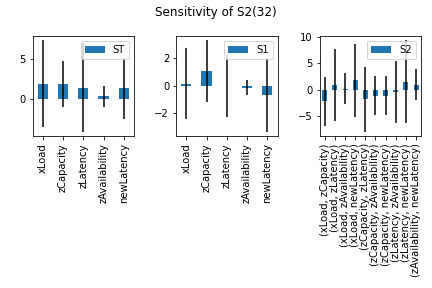 Sensitivity of S2(32)
ST
5
0
xLoad
zCapacity
zLatency
zAvailability
newLatency
S1
2
0
−2
xLoad
zCapacity
zLatency
zAvailability
newLatency
S2
10
5
0
−5
(xLoad, zCapacity)
(xLoad, zLatency)
(xLoad, zAvailability)
(xLoad, newLatency)
(zCapacity, zLatency)
(zCapacity, zAvailability)
(zCapacity, newLatency)
(zLatency, zAvailability)
(zLatency, newLatency)
(zAvailability, newLatency)